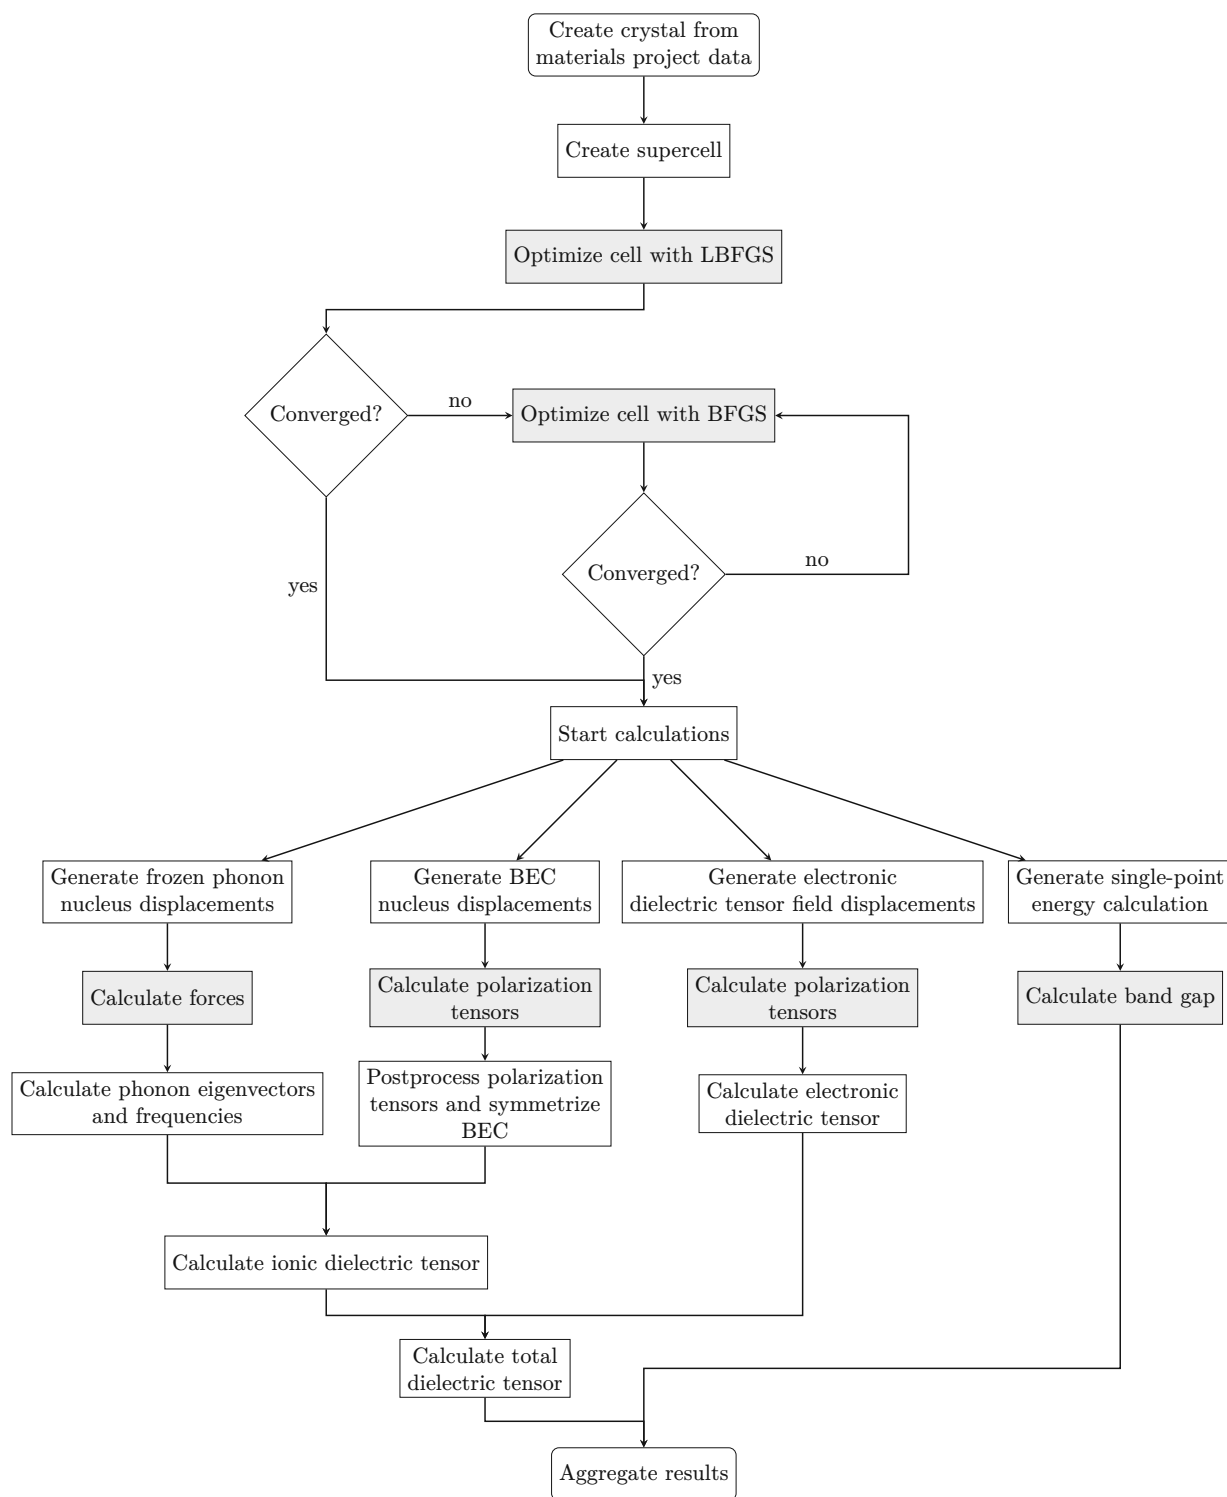 Create crystal from
materials project data
Create supercell
Optimize cell with LBFGS
Converged?
no
Optimize cell with BFGS
Converged?
no
yes
yes
Start calculations
Generate frozen phonon
nucleus displacements
Generate BEC
nucleus displacements
Generate electronic
dielectric tensor field displacements
Generate single-point
energy calculation
Calculate forces
Calculate polarization
tensors
Calculate polarization
tensors
Calculate band gap
Calculate phonon eigenvectors
and frequencies
Postprocess polarization
tensors and symmetrize
BEC
Calculate electronic
dielectric tensor
Calculate ionic dielectric tensor
Calculate total
dielectric tensor
Aggregate results